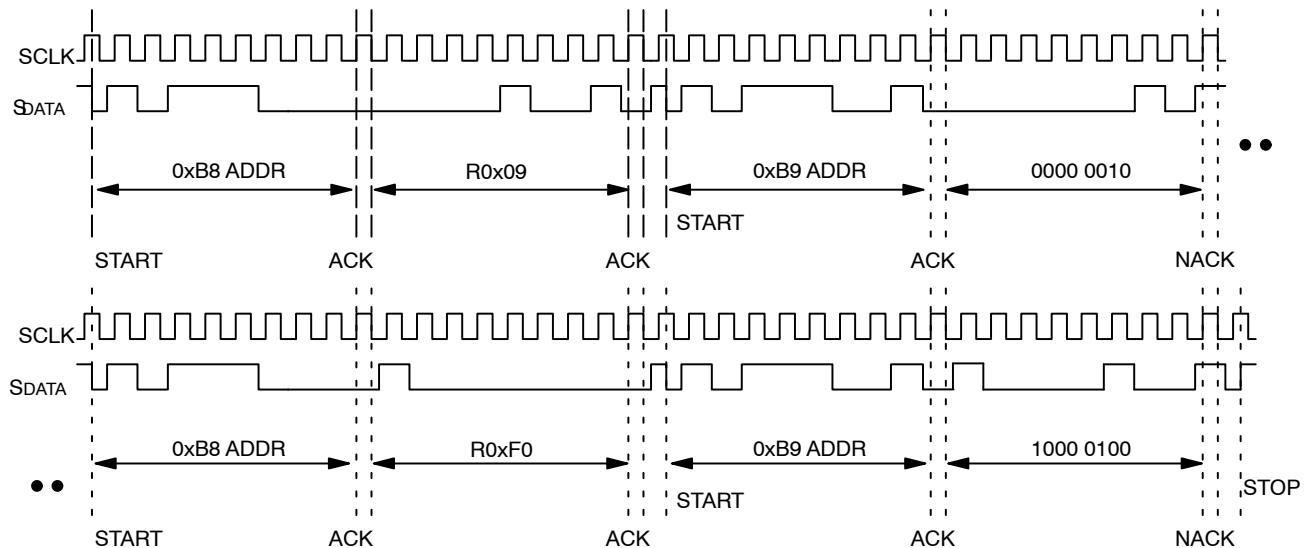 SCLK
SDATA
0xB8 ADDR R0x09 0xB9 ADDR 0000 0010
START
START ACK ACK ACK NACK
SCLK
SDATA
0xB8 ADDR R0xF0 0xB9 ADDR 1000 0100
START STOP
START ACK ACK ACK NACK